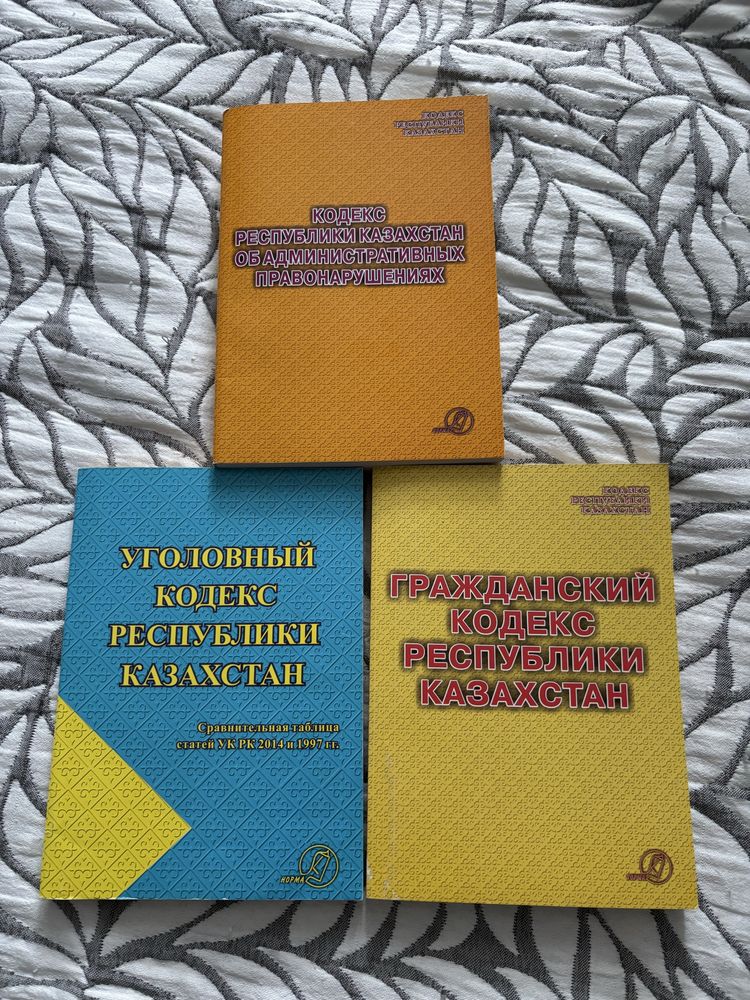 КОДЕКС
РЕСПУБЛИКИ
КАЗАХСТАН
КОДЕКС
РЕСПУБЛИКИ КАЗАХСТАН
ОБ АДМИНИСТРАТИВНЫХ
ПРАВОНАРУШЕНИЯХ
УГОЛОВНЫЙ
КОДЕКС
РЕСПУБЛИКИ
КАЗАХСТАН
Сравнительная таблица
статей УК РК 2014 и 1997 гг.
НОРМА
КОДЕКС
РЕСПУБЛИКИ
КАЗАХСТАН
ГРАЖДАНСКИЙ
КОДЕКС
РЕСПУБЛИКИ
КАЗАХСТАН